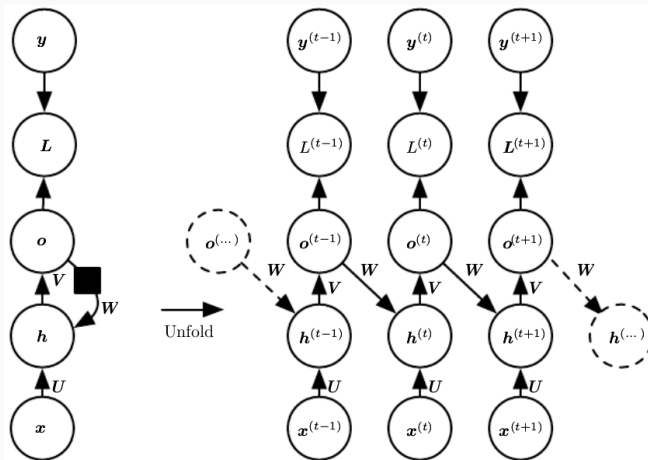 y y^(t−1) y^(t) y^(t+1)
L L^(t−1) L^(t) L^(t+1)
o o^(...) o^(t−1) o^(t) o^(t+1)
V W W W W
W V V V
h Unfold h^(t−1) h^(t) h^(t+1) h^(...)
U U U U
x x^(t−1) x^(t) x^(t+1)